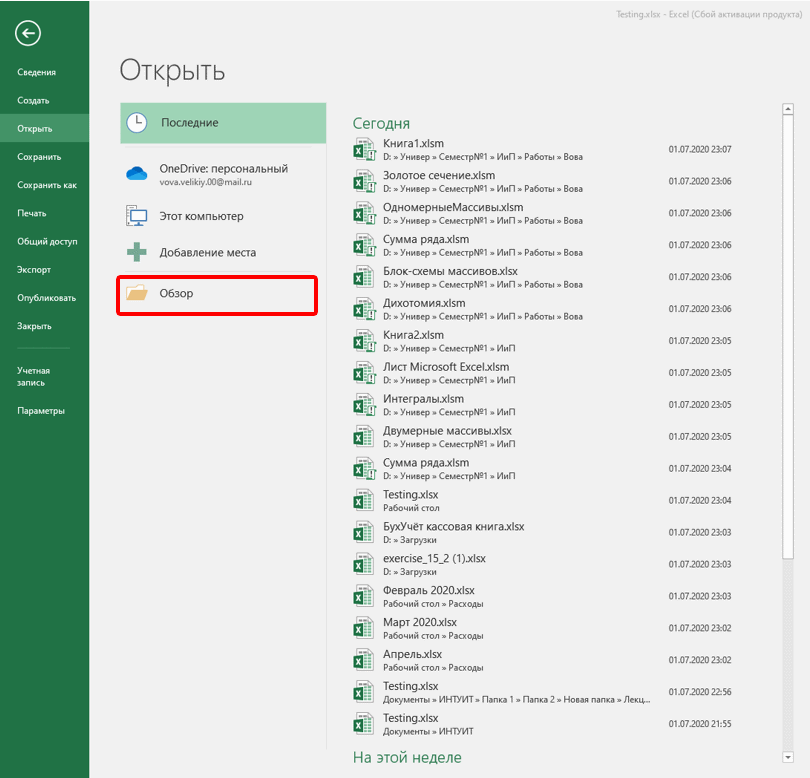 Testing.xlsx - Excel (Сбой активации продукта)
Сведения
Создать
Открыть
Сохранить
Сохранить как
Печать
Общий доступ
Экспорт
Опубликовать
Закрыть
Учетная
запись
Параметры
Открыть
Последние
OneDrive: персональный
vova.velikiy.00@mail.ru
Этот компьютер
Добавление места
Обзор
Сегодня
Книга1.xlsm
D: » Универ » Семестр№1 » ИиП » Работы » Вова
01.07.2020 23:07
Золотое сечение.xlsm
D: » Универ » Семестр№1 » ИиП » Работы » Вова
01.07.2020 23:06
ОдномерныеМассивы.xlsm
D: » Универ » Семестр№1 » ИиП » Работы » Вова
01.07.2020 23:06
Сумма ряда.xlsm
D: » Универ » Семестр№1 » ИиП » Работы » Вова
01.07.2020 23:06
Блок-схемы массивов.xlsx
D: » Универ » Семестр№1 » ИиП » Работы » Вова
01.07.2020 23:06
Дихотомия.xlsm
D: » Универ » Семестр№1 » ИиП » Работы » Вова
01.07.2020 23:06
Книга2.xlsm
D: » Универ » Семестр№1 » ИиП
01.07.2020 23:05
Лист Microsoft Excel.xlsm
D: » Универ » Семестр№1 » ИиП
01.07.2020 23:05
Интегралы.xlsm
D: » Универ » Семестр№1 » ИиП
01.07.2020 23:05
Двумерные массивы.xlsx
D: » Универ » Семестр№1 » ИиП
01.07.2020 23:05
Сумма ряда.xlsm
D: » Универ » Семестр№1 » ИиП
01.07.2020 23:04
Testing.xlsx
Рабочий стол
01.07.2020 23:04
БухУчёт кассовая книга.xlsx
D: » Загрузки
01.07.2020 23:03
exercise_15_2 (1).xlsx
D: » Загрузки
01.07.2020 23:03
Февраль 2020.xlsx
Рабочий стол » Расходы
01.07.2020 23:03
Март 2020.xlsx
Рабочий стол » Расходы
01.07.2020 23:02
Апрель.xlsx
Рабочий стол » Расходы
01.07.2020 23:02
Testing.xlsx
Документы » ИНТУИТ » Папка 1 » Папка 2 » Новая папка » Лекц...
01.07.2020 22:56
Testing.xlsx
Документы » ИНТУИТ
01.07.2020 21:55
На этой неделе